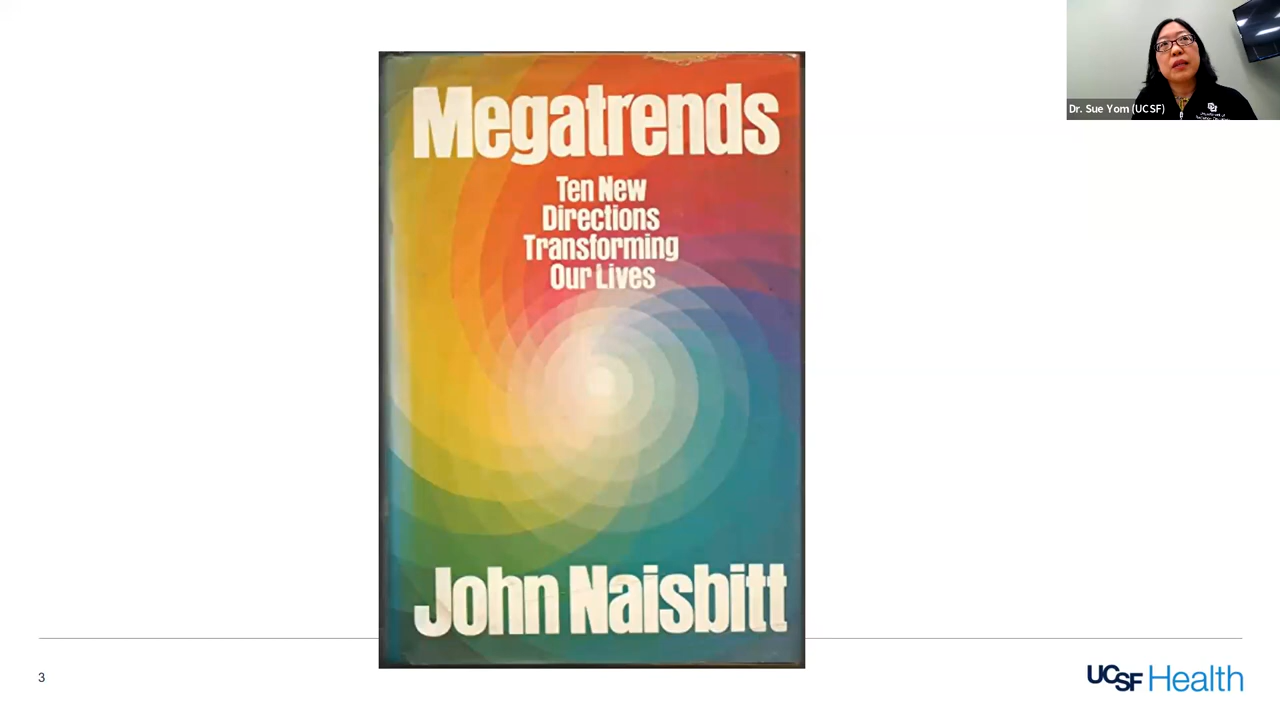 Megatrends
Ten New
Directions
Transforming
Our Lives
John Naisbitt
Dr. Sue Yom (UCSF)
3
UCSF Health